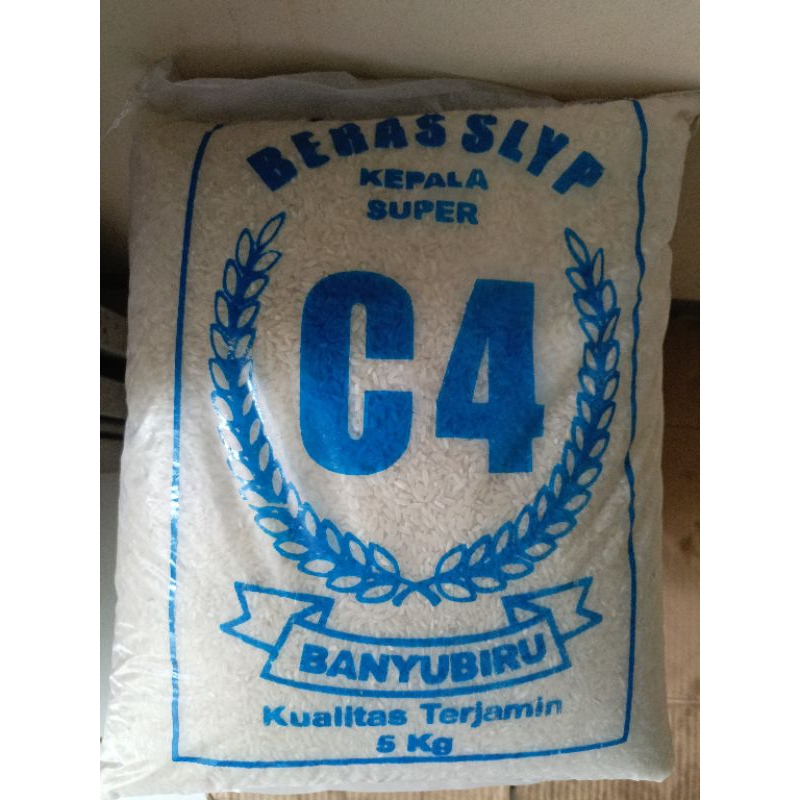 BERAS SLYP
KEPALA
SUPER
C4
BANYUBIRU
Kualitas Terjamin
5 Kg